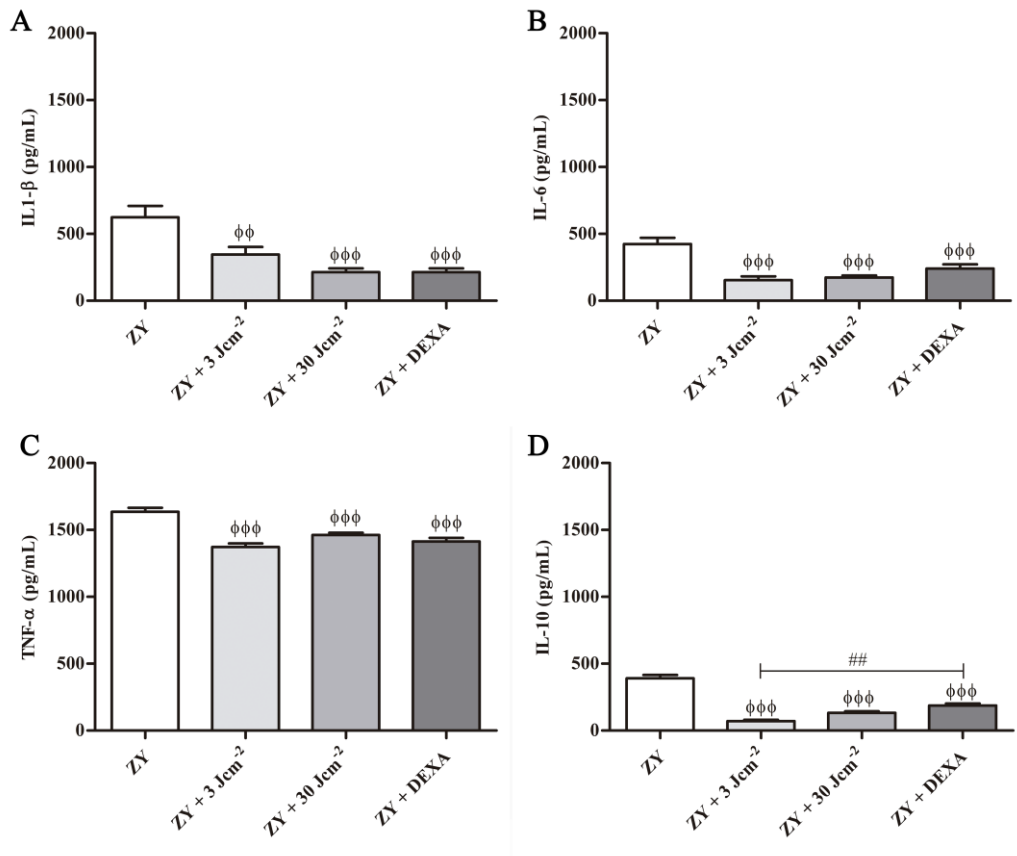 A
2000
1500
1000
500
0
IL1-β (pg/mL)
φφ
φφφ
φφφ
ZY
ZY + 3 Jcm-2
ZY + 30 Jcm-2
ZY + DEXA
B
2000
1500
1000
500
0
IL-6 (pg/mL)
φφφ
φφφ
φφφ
ZY
ZY + 3 Jcm-2
ZY + 30 Jcm-2
ZY + DEXA
C
2000
1500
1000
500
0
TNF-α (pg/mL)
φφφ
φφφ
φφφ
ZY
ZY + 3 Jcm-2
ZY + 30 Jcm-2
ZY + DEXA
D
2000
1500
1000
500
0
IL-10 (pg/mL)
##
φφφ
φφφ
φφφ
ZY
ZY + 3 Jcm-2
ZY + 30 Jcm-2
ZY + DEXA